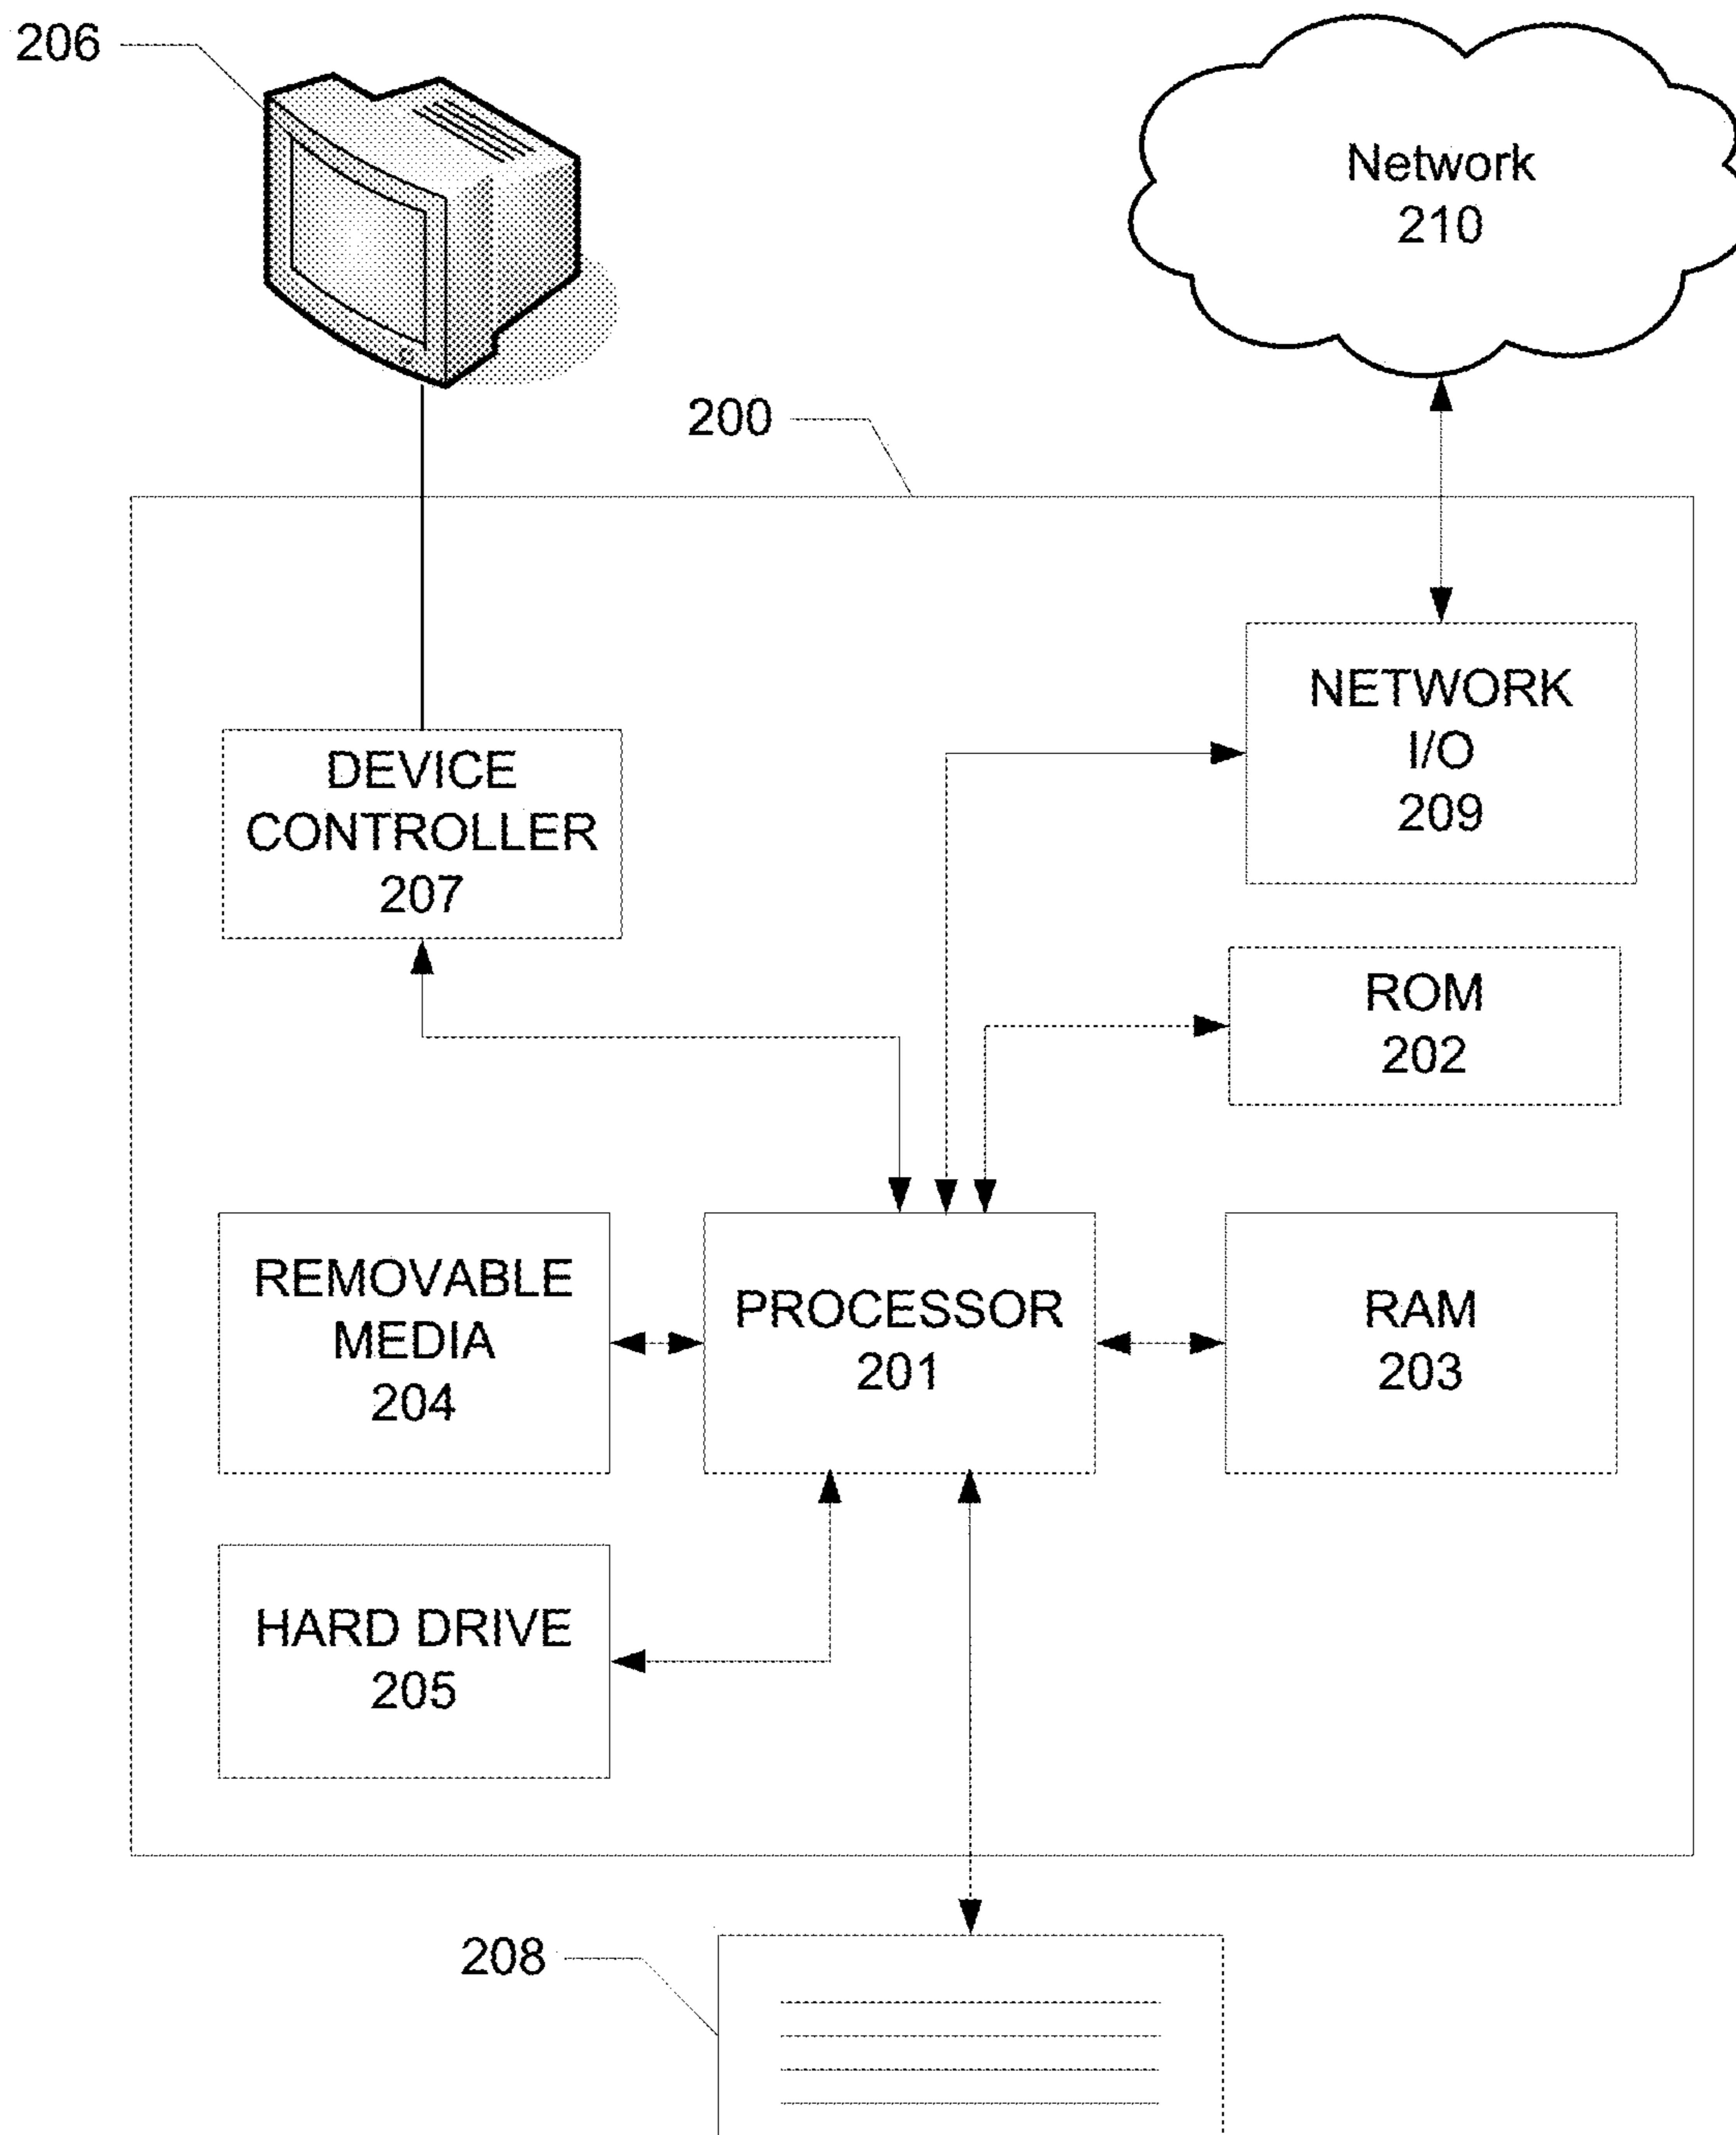 206
Network
210
200
NETWORK
I/O
209
DEVICE
CONTROLLER
207
ROM
202
REMOVABLE
MEDIA
204
PROCESSOR
201
RAM
203
HARD DRIVE
205
208